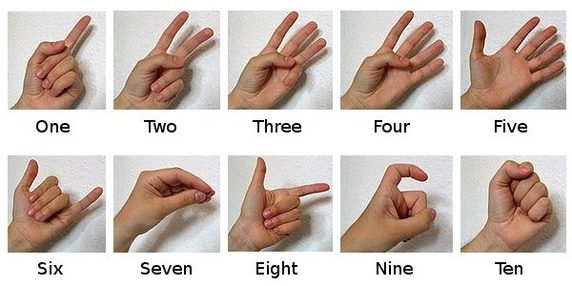 One Two Three Four Five
Six Seven Eight Nine Ten